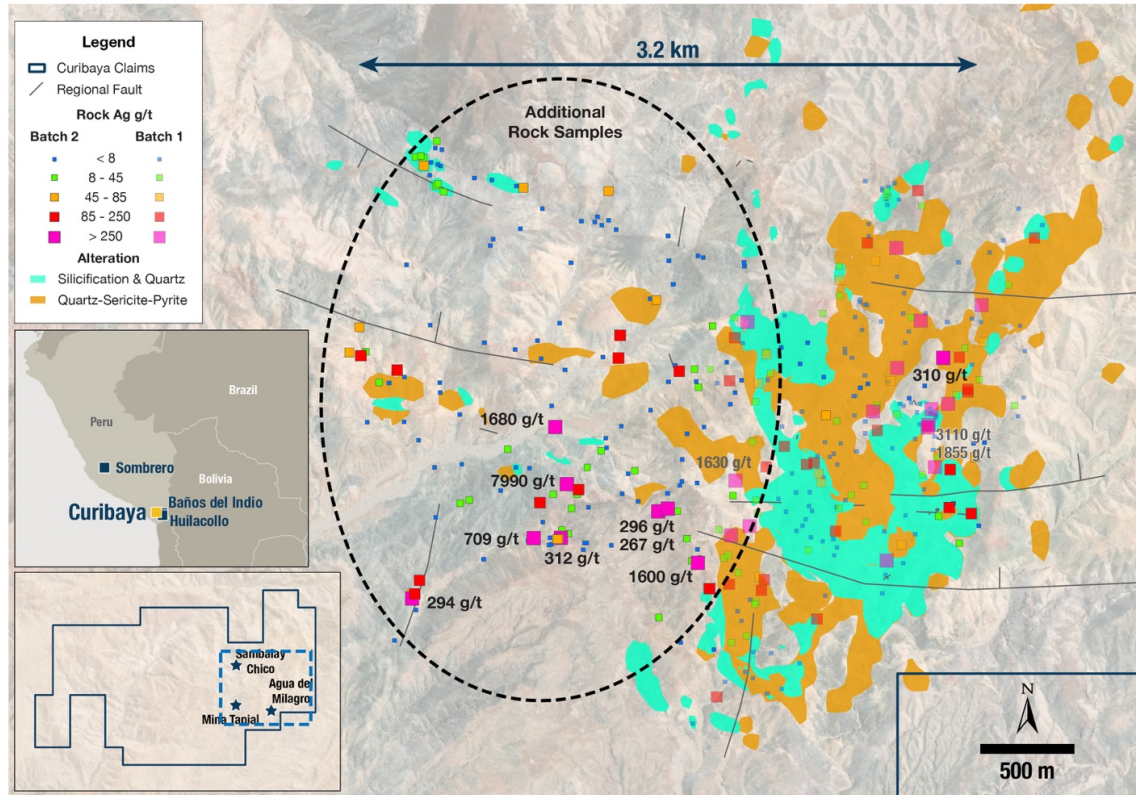 Legend
Curibaya Claims
Regional Fault
Rock Ag g/t
Batch 2 Batch 1
< 8
8 - 45
45 - 85
85 - 250
> 250
Alteration
Silicification & Quartz
Quartz-Sericite-Pyrite
3.2 km
Additional
Rock Samples
310 g/t
3110 g/t
1855 g/t
1680 g/t
1630 g/t
7990 g/t
296 g/t
267 g/t
709 g/t
312 g/t
1600 g/t
294 g/t
Brazil
Peru
Bolivia
Sombrero
Baños del Indio
Curibaya
Huilacollo
Sambalay
Chico
Agua de
Milagro
Mina Tanial
N
500 m